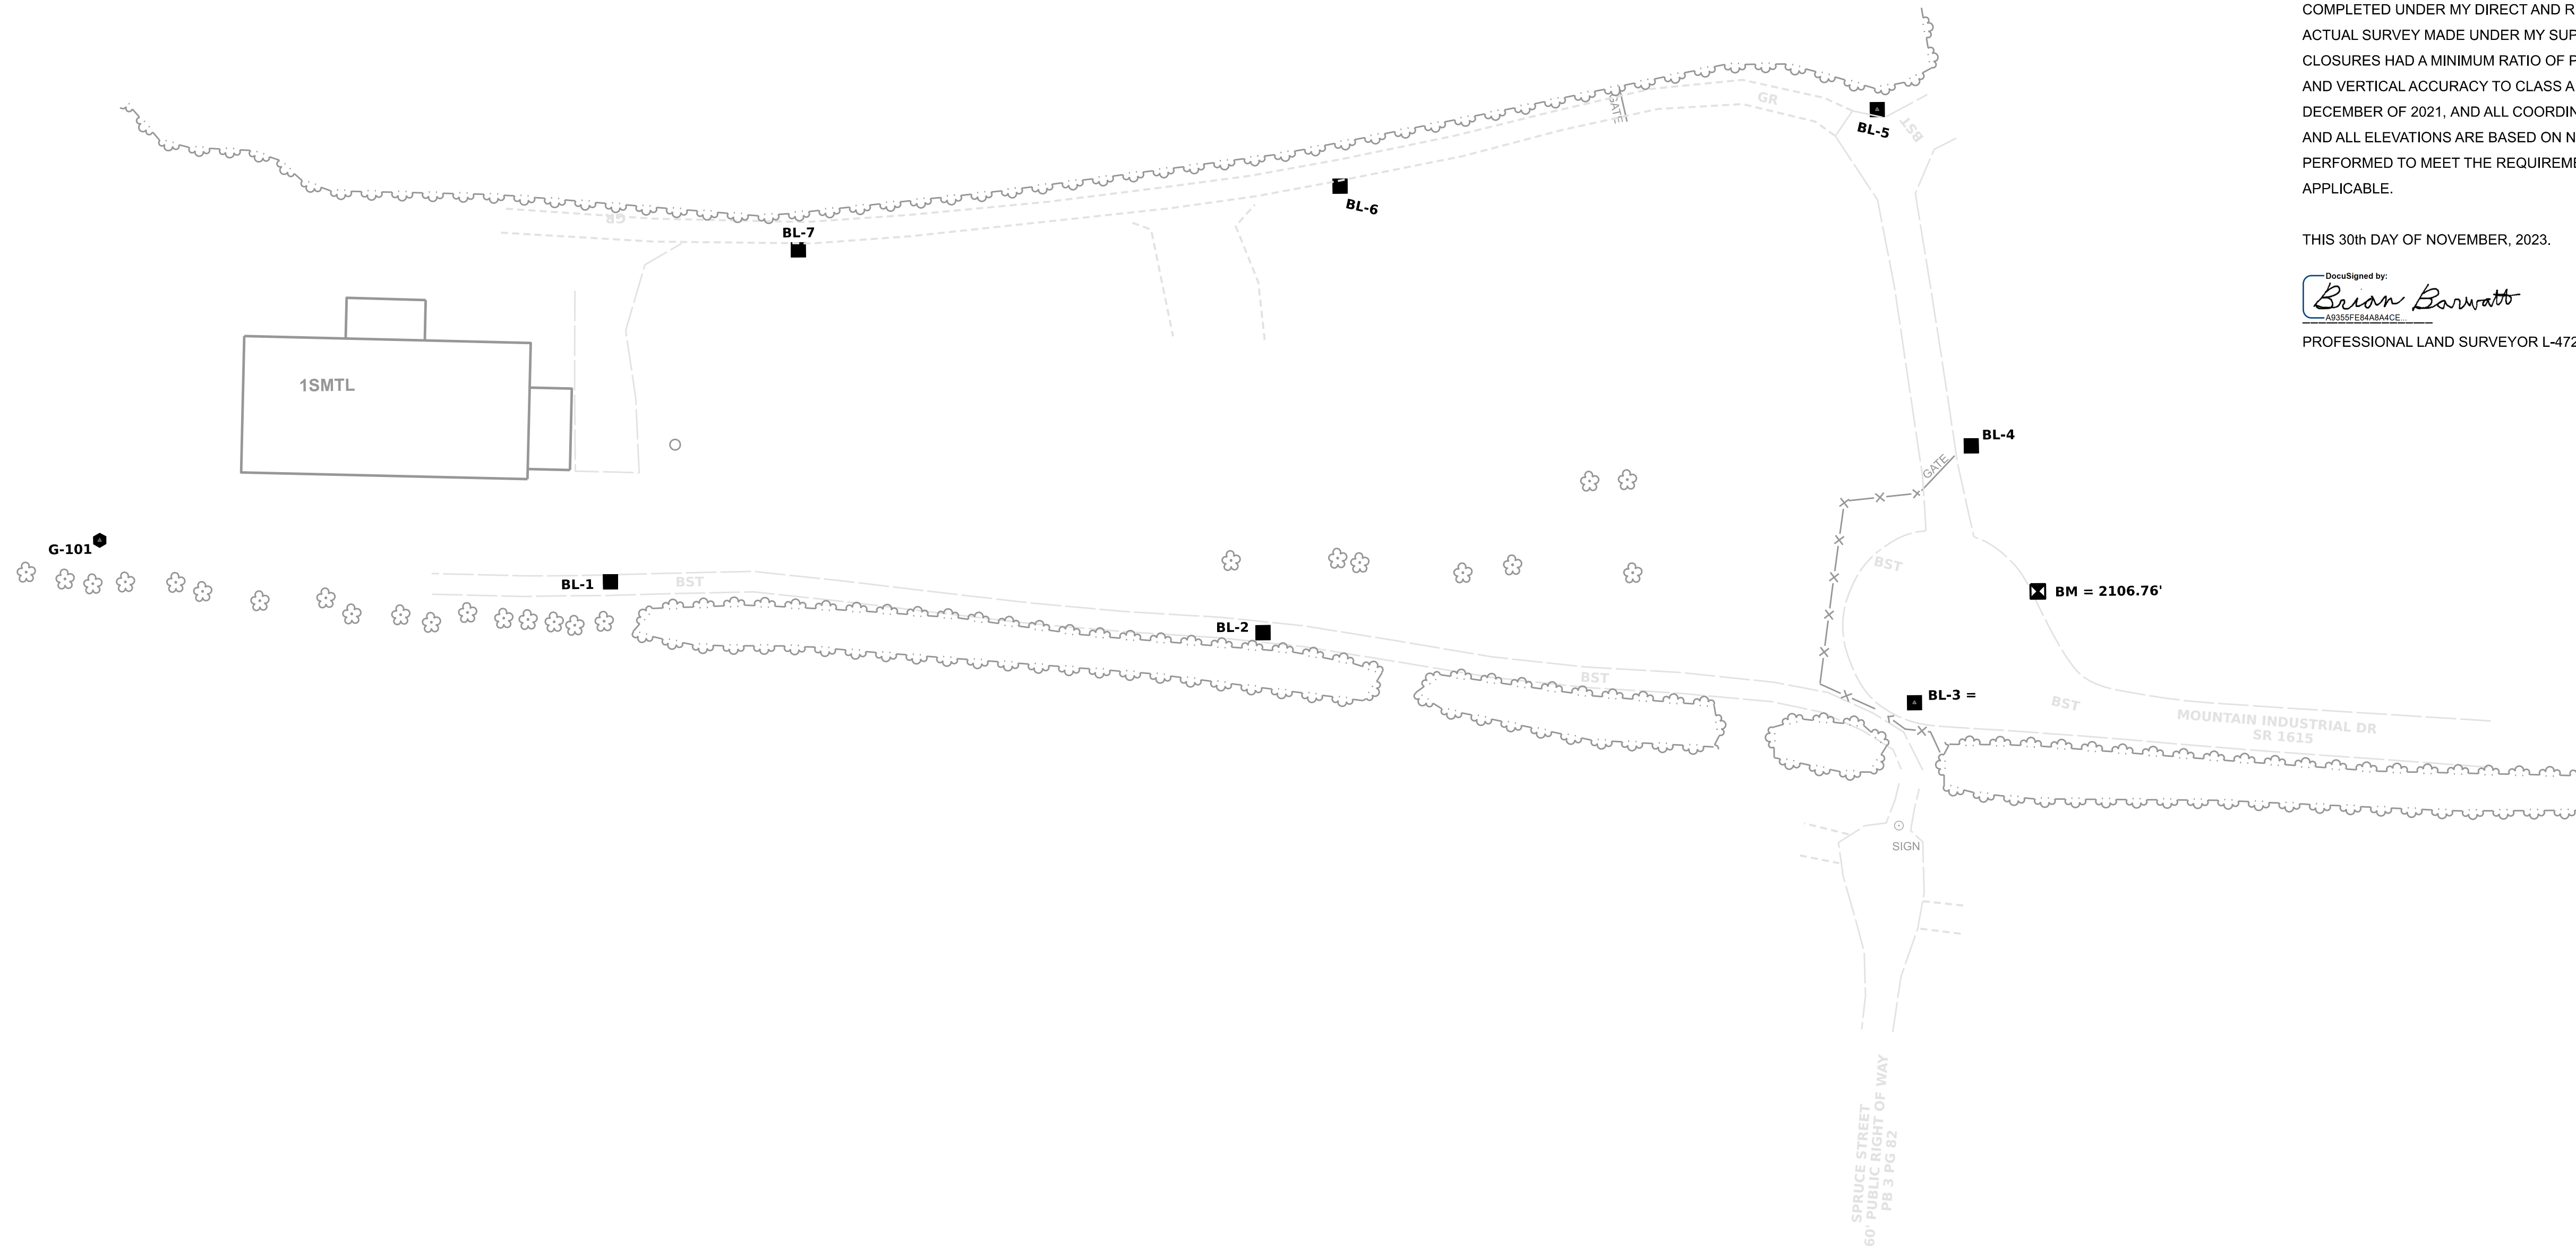 COMPLETED UNDER MY DIRECT AND R
ACTUAL SURVEY MADE UNDER MY SUP
CLOSURES HAD A MINIMUM RATIO OF P
AND VERTICAL ACCURACY TO CLASS A
DECEMBER OF 2021, AND ALL COORDIN
AND ALL ELEVATIONS ARE BASED ON N
PERFORMED TO MEET THE REQUIREME
APPLICABLE.
THIS 30th DAY OF NOVEMBER, 2023.
DocuSigned by:
Brian Barwatt
A9355FE84A8A4CE...
PROFESSIONAL LAND SURVEYOR L-472
GATE
GR
BL-5
BST
BL-6
GR
BL-7
1SMTL
BL-4
GATE
G-101
BL-1
BST
BST
BM = 2106.76'
BL-2
BST
BL-3 =
BST
MOUNTAIN INDUSTRIAL DR
SR 1615
SIGN
SPRUCE STREET
60' PUBLIC RIGHT OF WAY
PB 3 PG 82